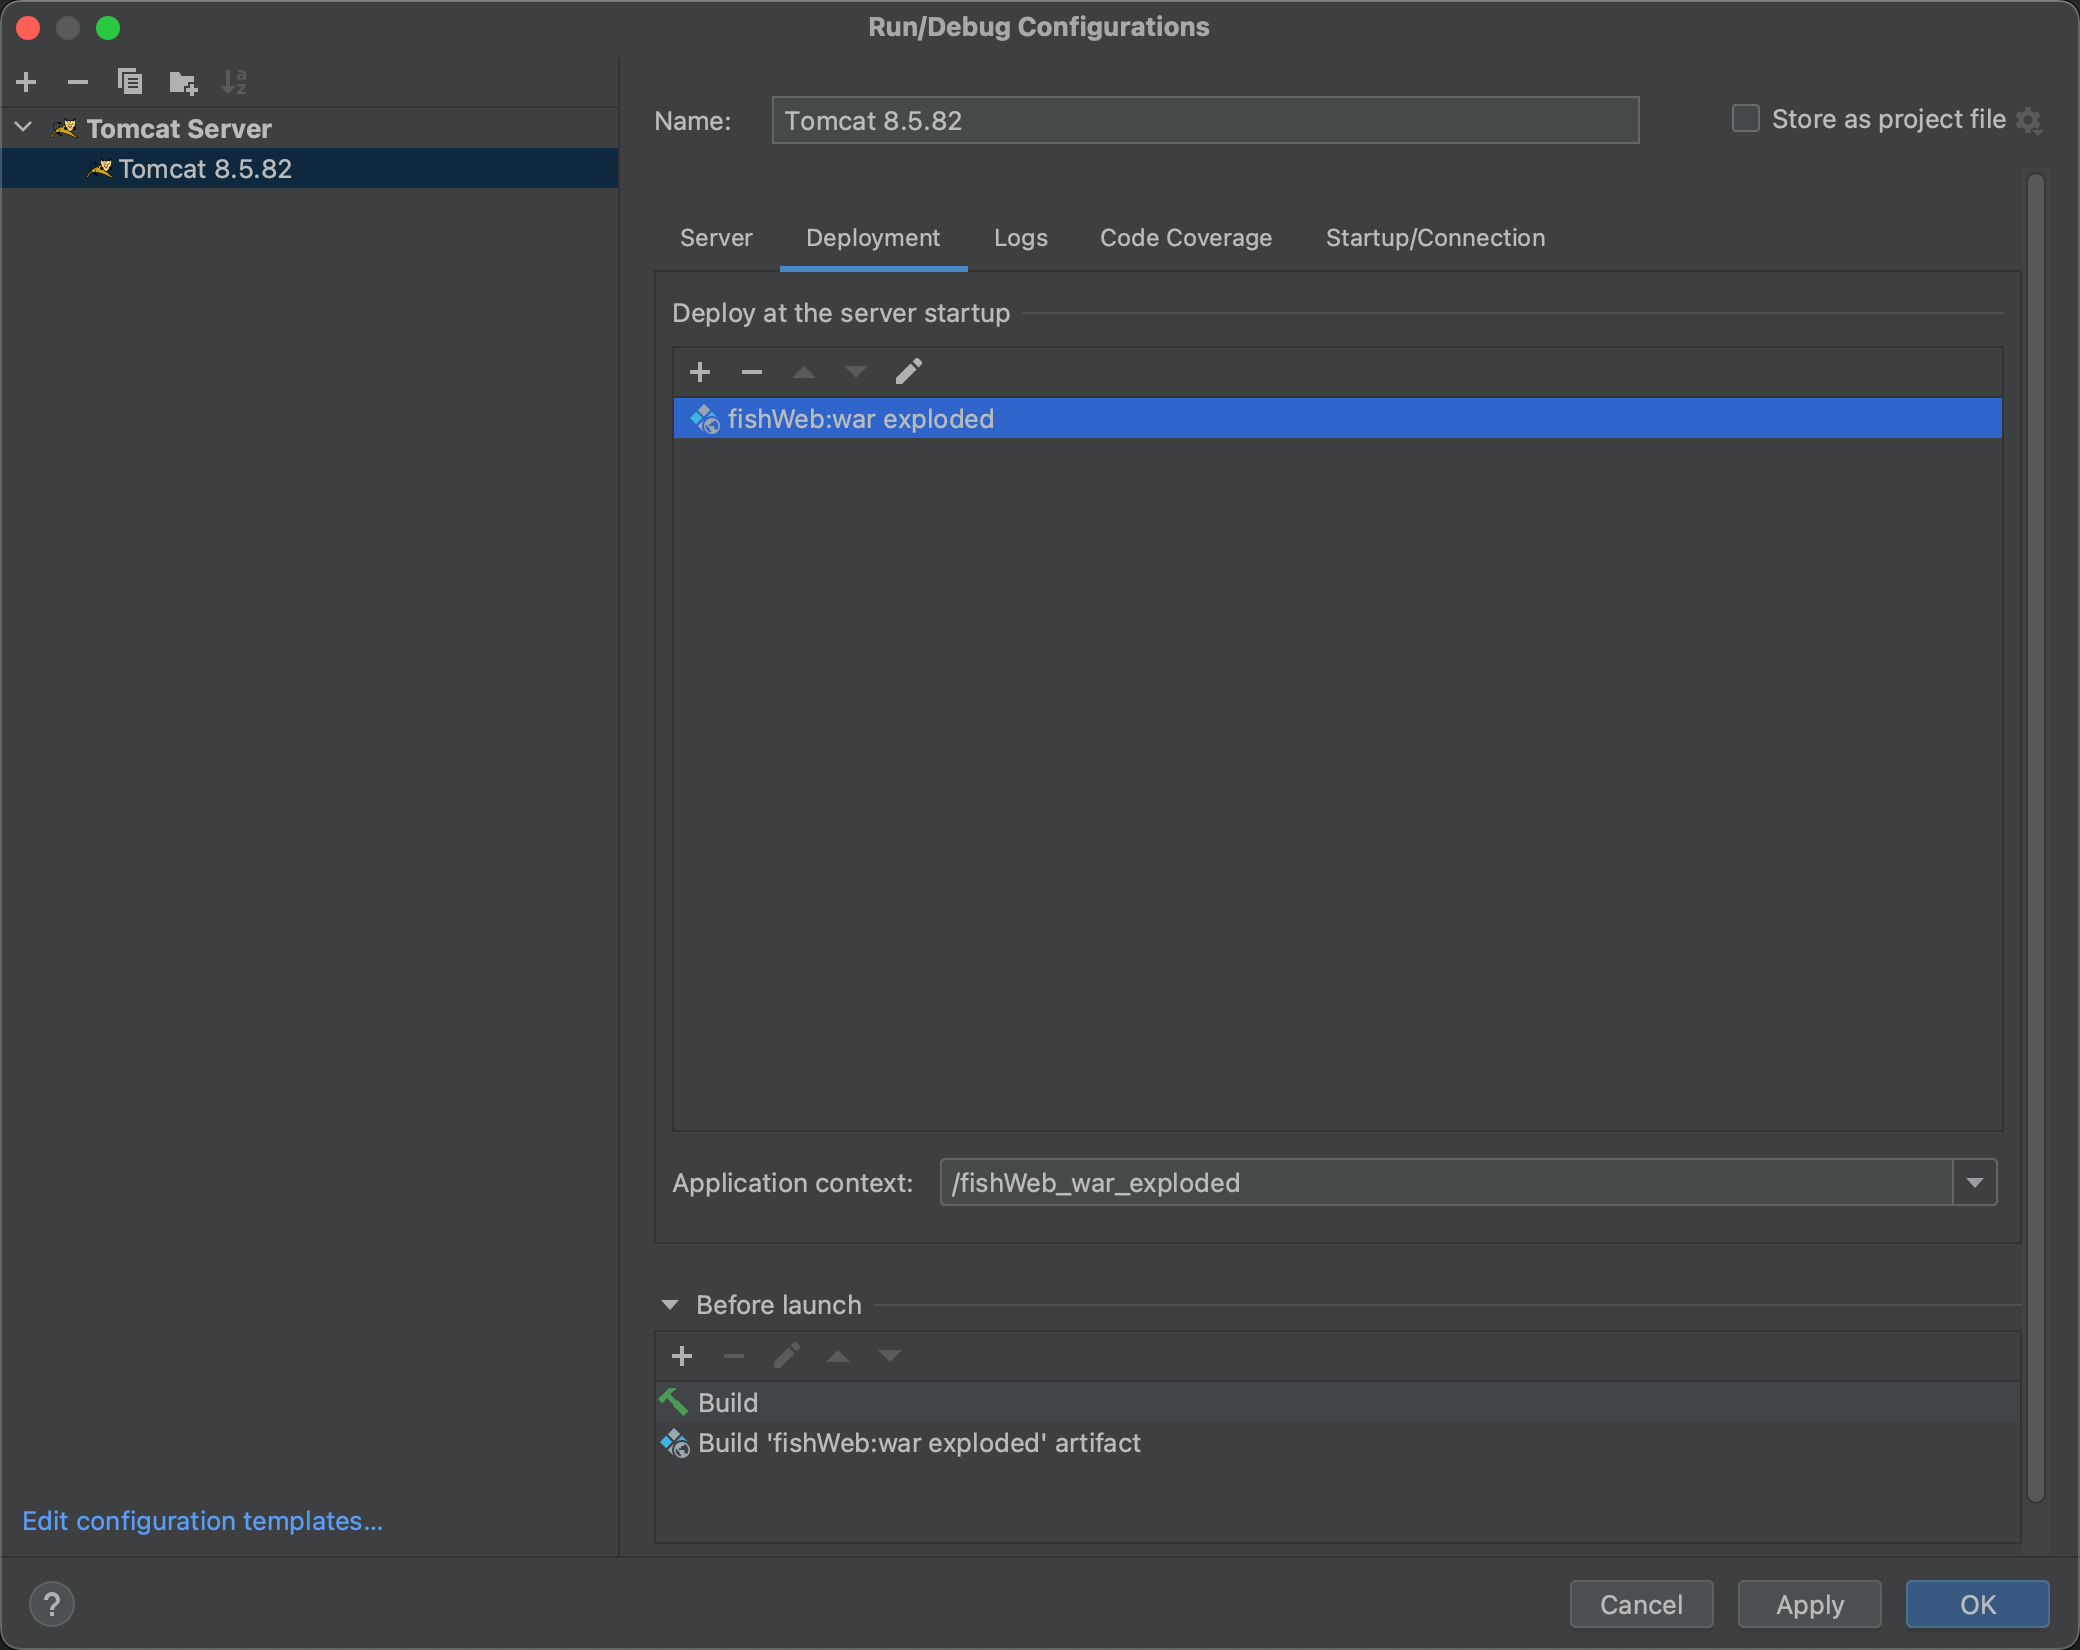 Run/Debug Configurations
Tomcat Server
Tomcat 8.5.82
Edit configuration templates...
Name: Tomcat 8.5.82 Store as project file
Server Deployment Logs Code Coverage Startup/Connection
Deploy at the server startup
fishWeb:war exploded
Application context: /fishWeb_war_exploded
Before launch
Build
Build 'fishWeb:war exploded' artifact
? Cancel Apply OK